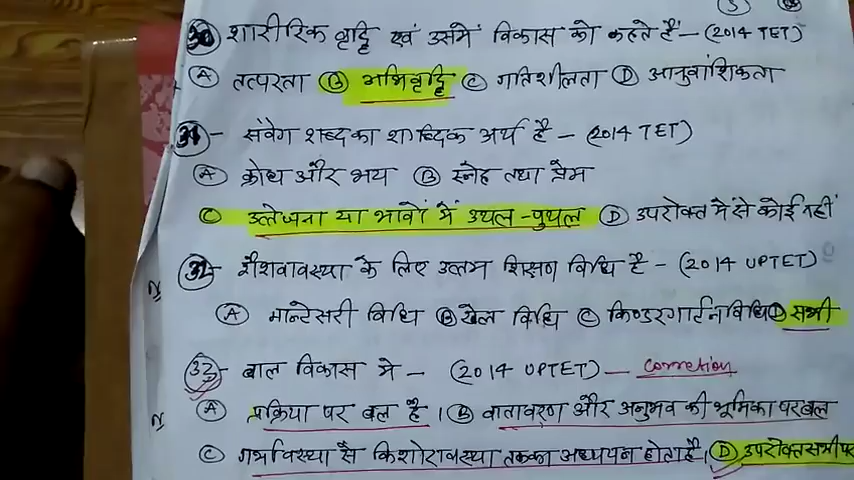 30 शारीरिक वृद्धि एवं उसमें विकास को कहते हैं - (2014 TET)
A तत्परता B अभिवृद्धि C गतिशीलता D आनुवांशिकता
31 - संवेग शब्द का शाब्दिक अर्थ है - (2014 TET)
A क्रोध और भय B स्नेह तथा प्रेम
C उत्तेजना या भावों में उथल-पुथल D उपरोक्त में से कोई नहीं
32 - शैशवावस्था के लिए उत्तम शिक्षण विधि है - (2014 UPTET)
A मान्टेसरी विधि B खेल विधि C किण्डरगार्टन विधि D सभी
33 - बाल विकास मे - (2014 UPTET) - Correction
A प्रक्रिया पर बल है। B वातावरण और अनुभव की भूमिका पर बल
C गर्भावस्था से किशोरावस्था तक का अध्ययन होता है, D उपरोक्त सभी पर